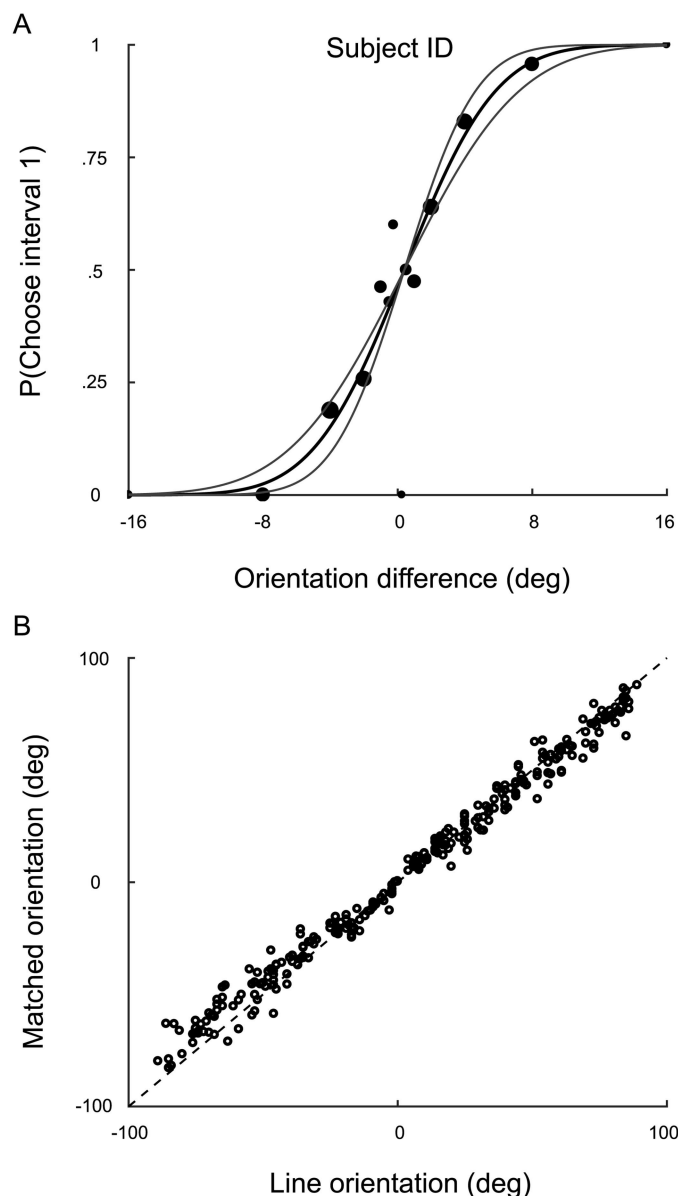 A
Subject ID
P(Choose interval 1)
1
.75
.5
.25
0
-16
-8
0
8
16
Orientation difference (deg)
B
Matched orientation (deg)
100
0
-100
-100
0
100
Line orientation (deg)